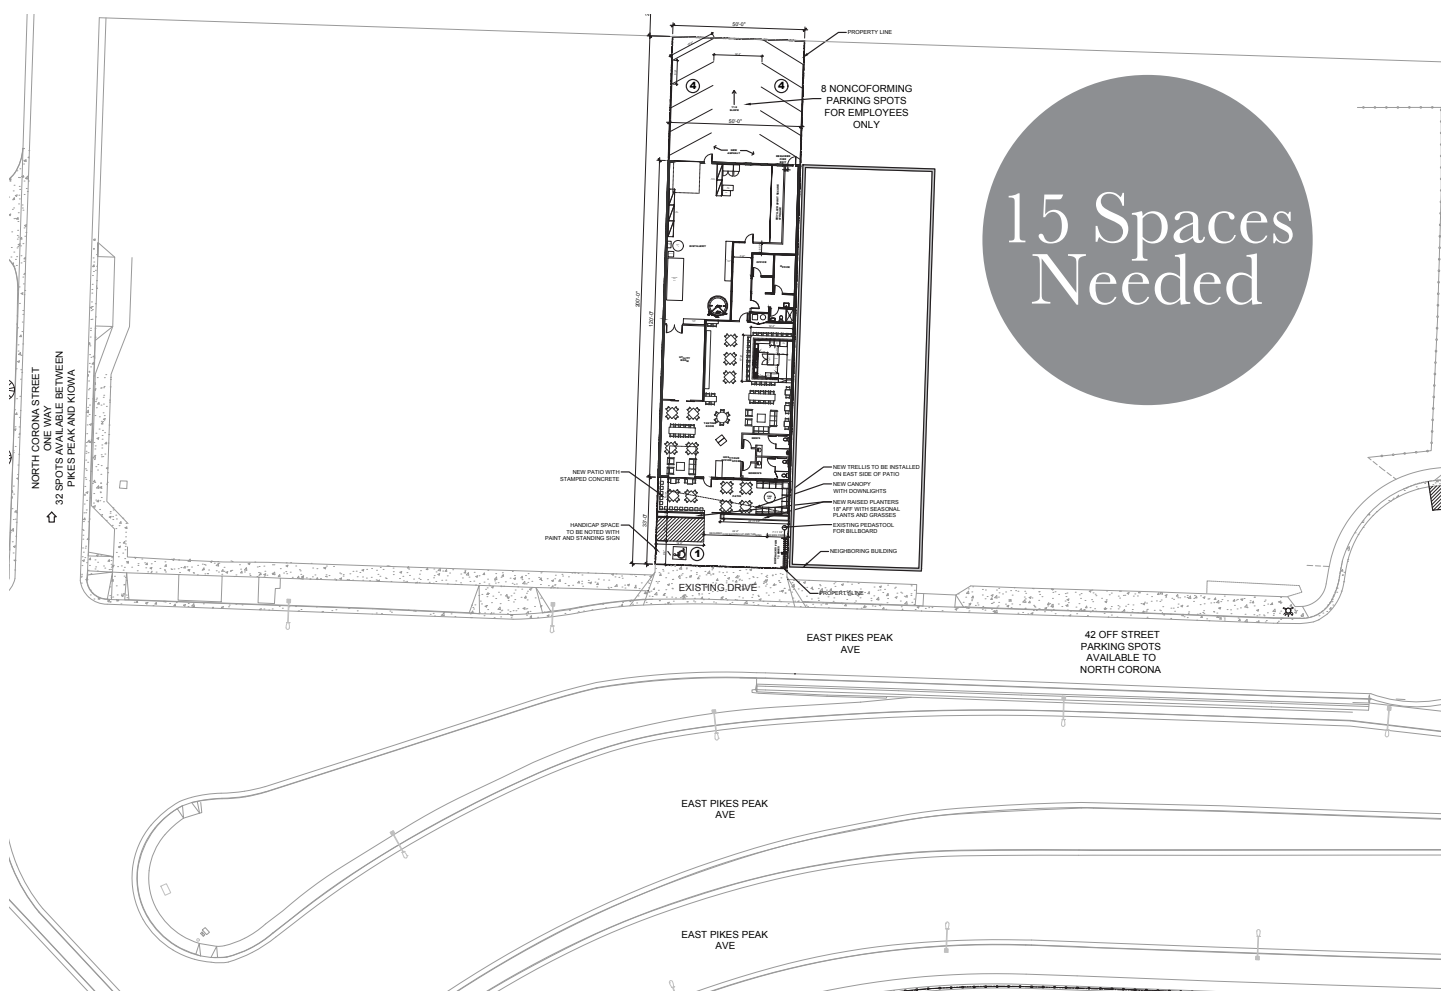 50'-0"
PROPERTY LINE
4
4
8 NONCOFORMING
PARKING SPOTS
FOR EMPLOYEES
ONLY
50'-0"
15 Spaces
Needed
120'-0"
NORTH CORONA STREET
ONE WAY
32 SPOTS AVAILABLE BETWEEN
PIKES PEAK AND KIOWA
NEW PATIO WITH
STAMPED CONCRETE
NEW TRELLIS TO BE INSTALLED
ON EAST SIDE OF PATIO
NEW CANOPY
WITH DOWNLIGHTS
NEW RAISED PLANTERS
18" AFF WITH SEASONAL
PLANTS AND GRASSES
HANDICAP SPACE
TO BE NOTED WITH
PAINT AND STANDING SIGN
EXISTING PEDASTOOL
FOR BILLBOARD
1
NEIGHBORING BUILDING
EXISTING DRIVE
PROPERTY LINE
EAST PIKES PEAK
AVE
42 OFF STREET
PARKING SPOTS
AVAILABLE TO
NORTH CORONA
EAST PIKES PEAK
AVE
EAST PIKES PEAK
AVE